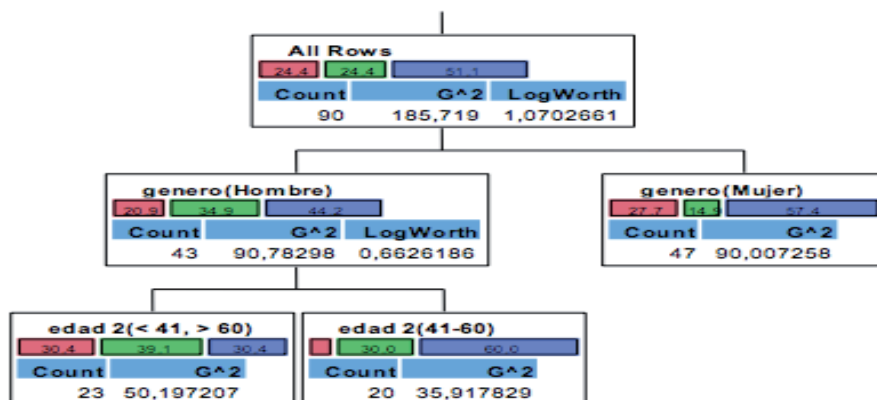 All Rows
24.4 24.4 51.1
Count G^2 LogWorth
90 185,719 1,0702661
genero(Hombre)
20.9 34.9 44.2
Count G^2 LogWorth
43 90,78298 0,6626186
genero(Mujer)
27.7 14.9 57.4
Count G^2
47 90,007258
edad 2(< 41, > 60)
30.4 39.1 30.4
Count G^2
23 50,197207
edad 2(41-60)
30.0 60.0
Count G^2
20 35,917829